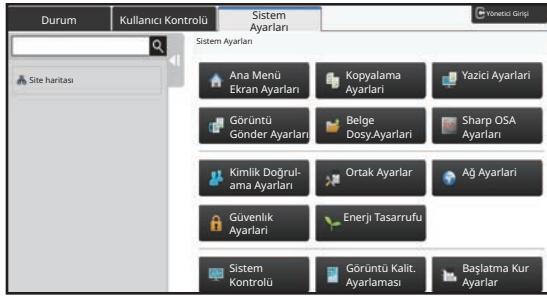 Durum
Kullanıcı Kontrolü
Sistem
Ayarları
Yönetici Girişi
Sistem Ayarları
Site haritası
Ana Menü
Ekran Ayarları
Kopyalama
Ayarlari
Yazici Ayarlari
Görüntü
Gönder Ayarları
Belge
Dosy.Ayarlari
Sharp OSA
Ayarları
Kimlik Doğrul-
ama Ayarları
Ortak Ayarlar
Ağ Ayarlari
Güvenlık
Ayarlari
Enerjı Tasarrufu
Sistem
Kontrolü
Görüntü Kalit.
Ayarlaması
Başlatma Kur
Ayarlar